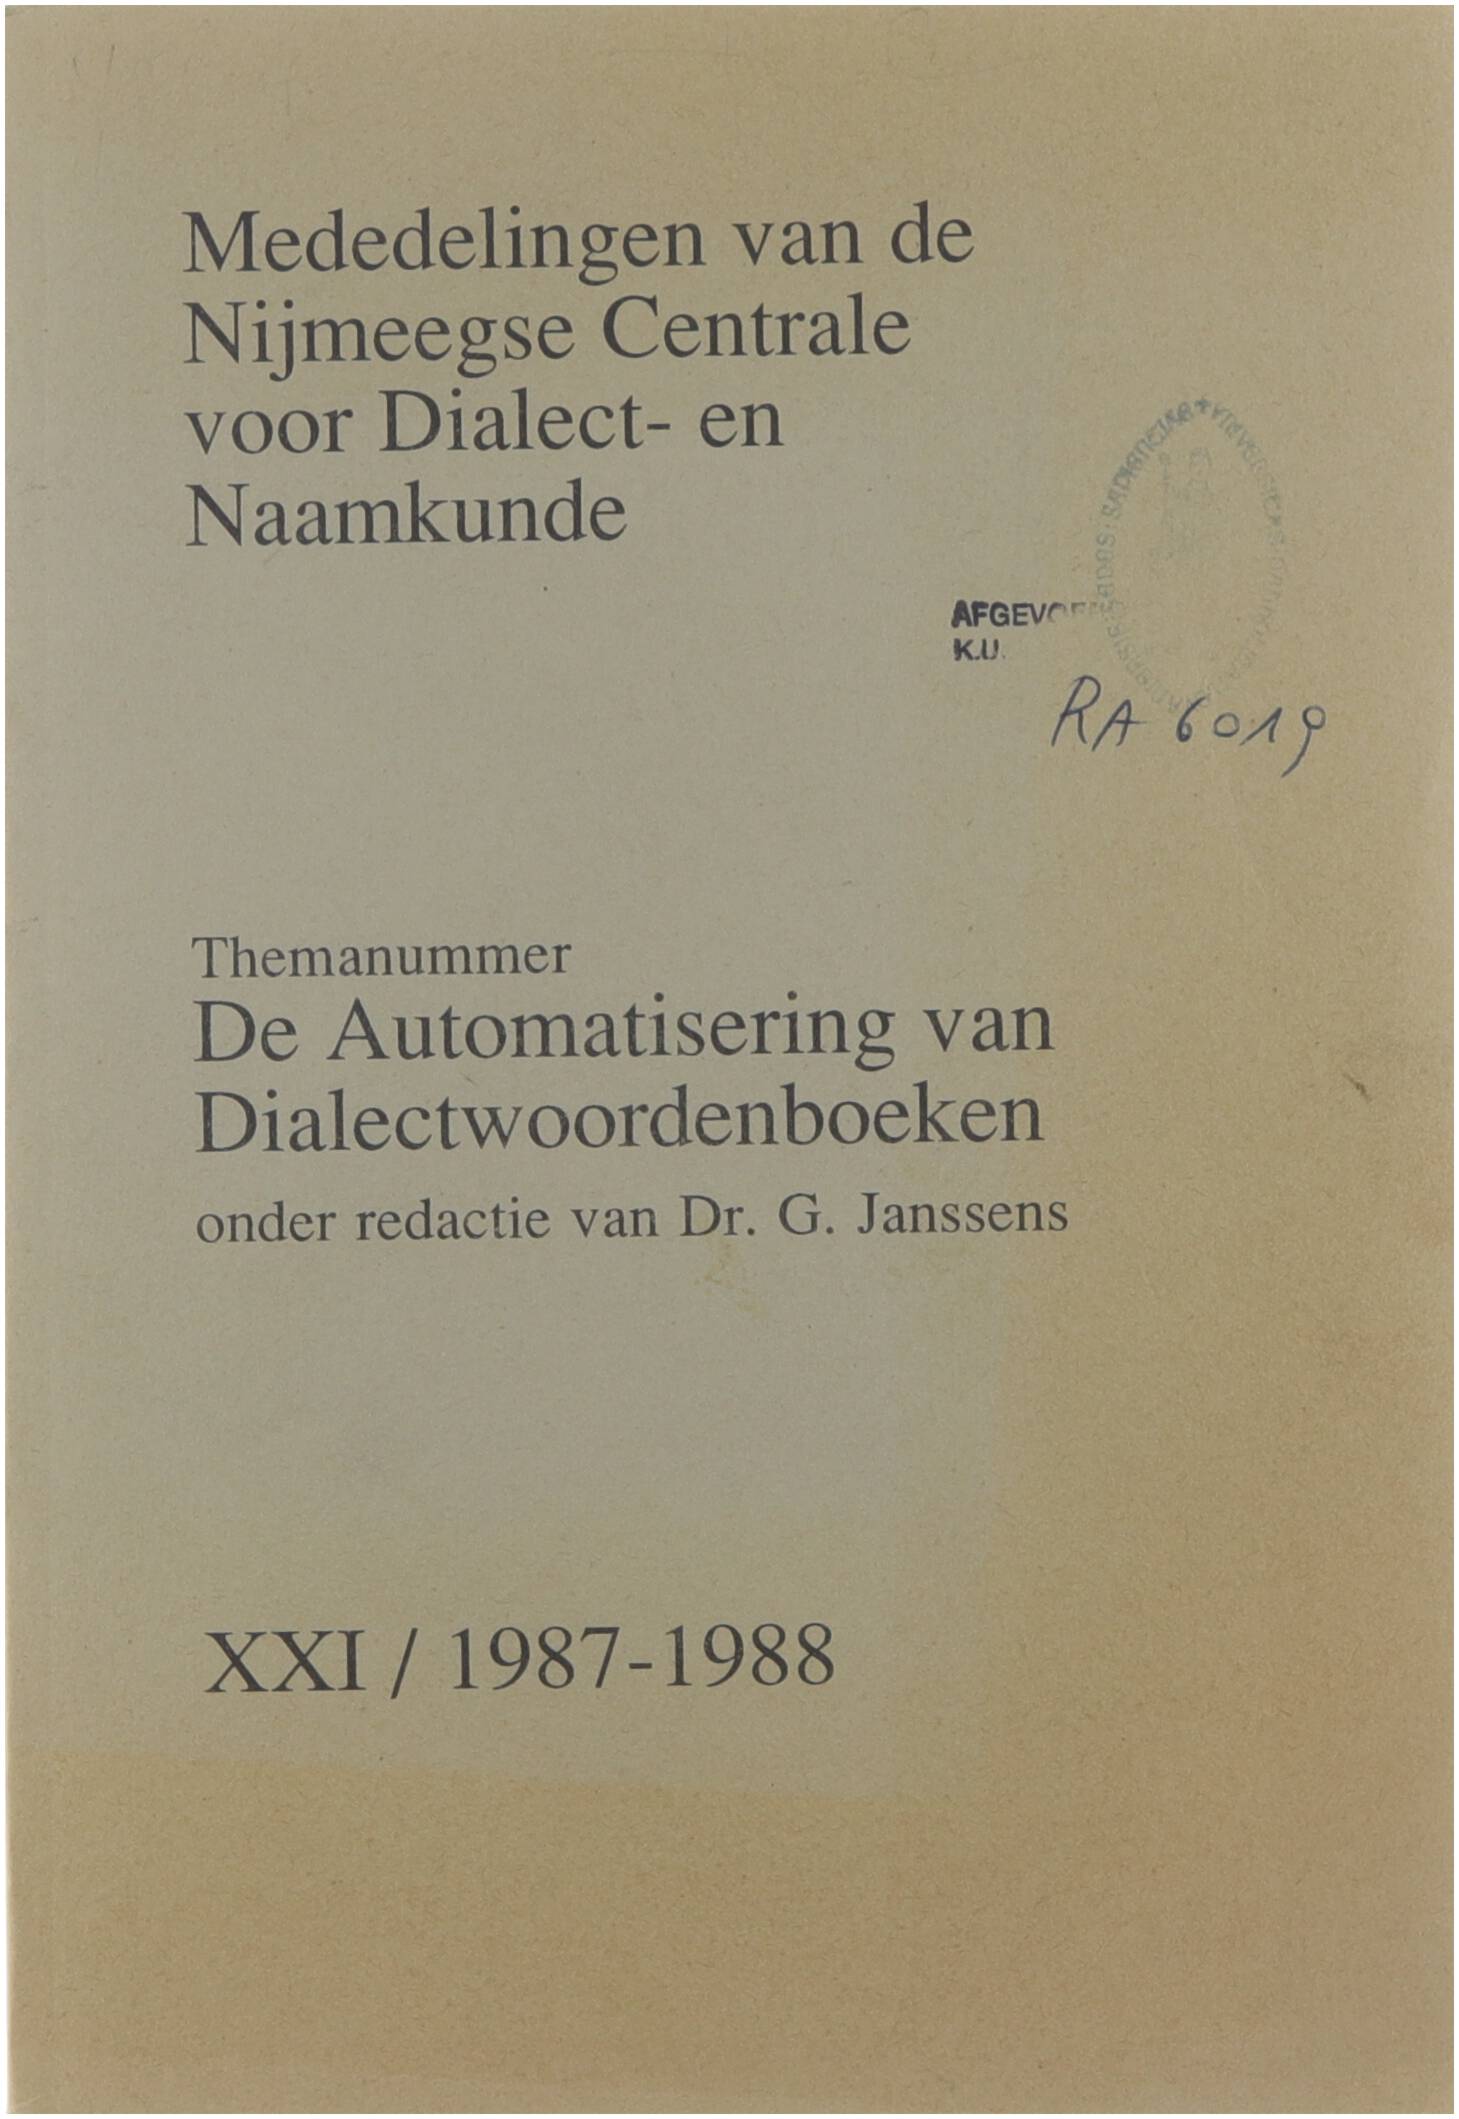 Mededelingen van de
Nijmeegse Centrale
voor Dialect- en
Naamkunde
K.U.
RA 6019
Themanummer
De Automatisering van
Dialectwoordenboeken
onder redactie van Dr. G. Janssens
XXI / 1987-1988